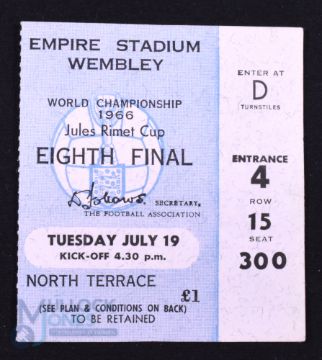 EMPIRE STADIUM
WEMBLEY
WORLD CHAMPIONSHIP
1966
Jules Rimet Cup
EIGHTH FINAL
SECRETARY,
THE FOOTBALL ASSOCIATION
TUESDAY JULY 19
KICK-OFF 4.30 p.m.
NORTH TERRACE
£1
(SEE PLAN & CONDITIONS ON BACK)
TO BE RETAINED
ENTER AT
D
TURNSTILES
ENTRANCE
4
ROW
15
SEAT
300